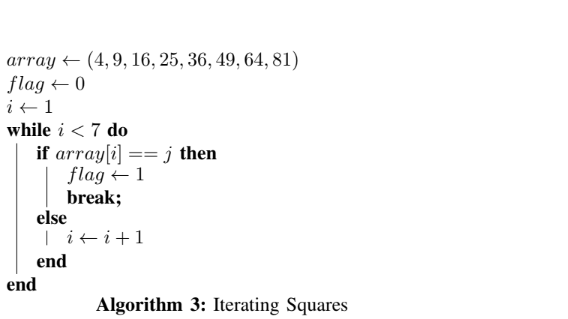 array ← (4, 9, 16, 25, 36, 49, 64, 81)
flag ← 0
i ← 1
while i < 7 do
if array[i] == j then
flag ← 1
break;
else
i ← i + 1
end
end
Algorithm 3: Iterating Squares